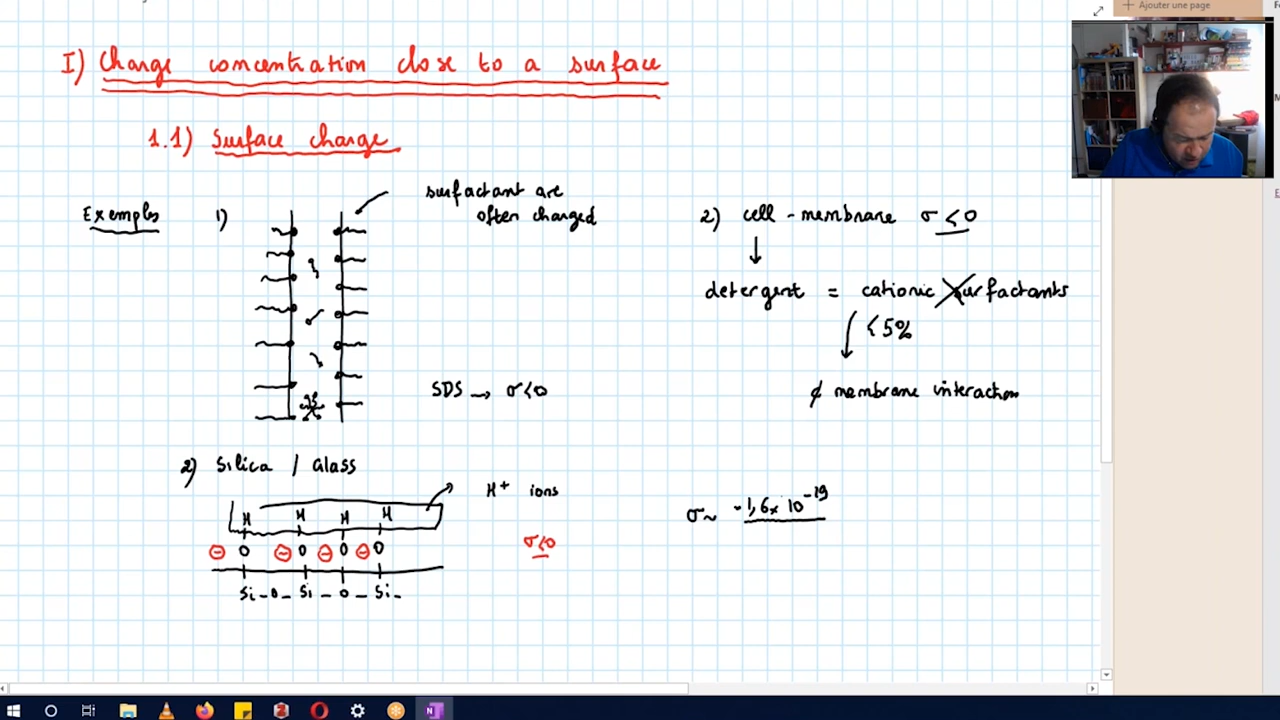 Ajouter une page
I) Charge concentration close to a surface
1.1) Surface charge
Exemples 1)
surfactant are
often charged
SDS → σ<0
2) cell-membrane σ<0
detergent = cationic surfactants
<5%
membrane interaction
2) Silica / Glass
H+ ions
H H H H
⊖ O ⊖ O ⊖ O ⊖ O
σ<0
Si-O-Si-O-Si-
σ~ -1,6x 10^-19